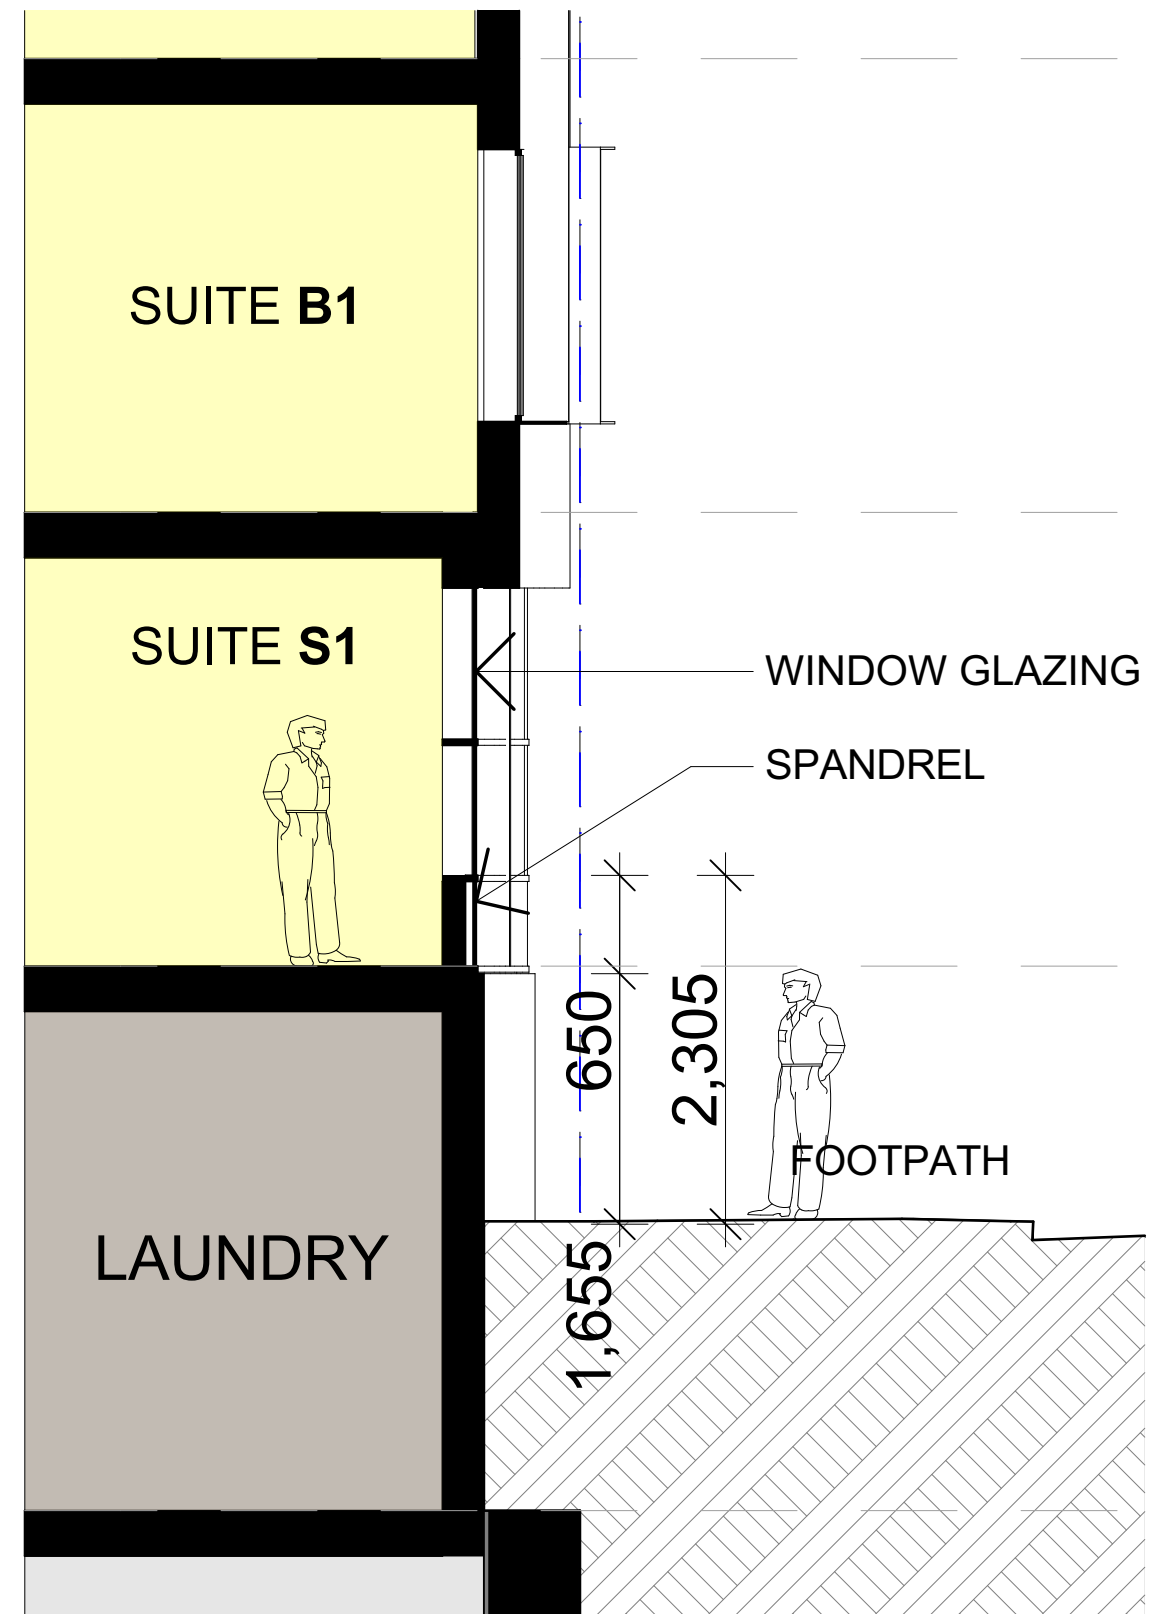 SUITE B1
SUITE S1
WINDOW GLAZING
SPANDREL
650
2,305
FOOTPATH
LAUNDRY
1,655